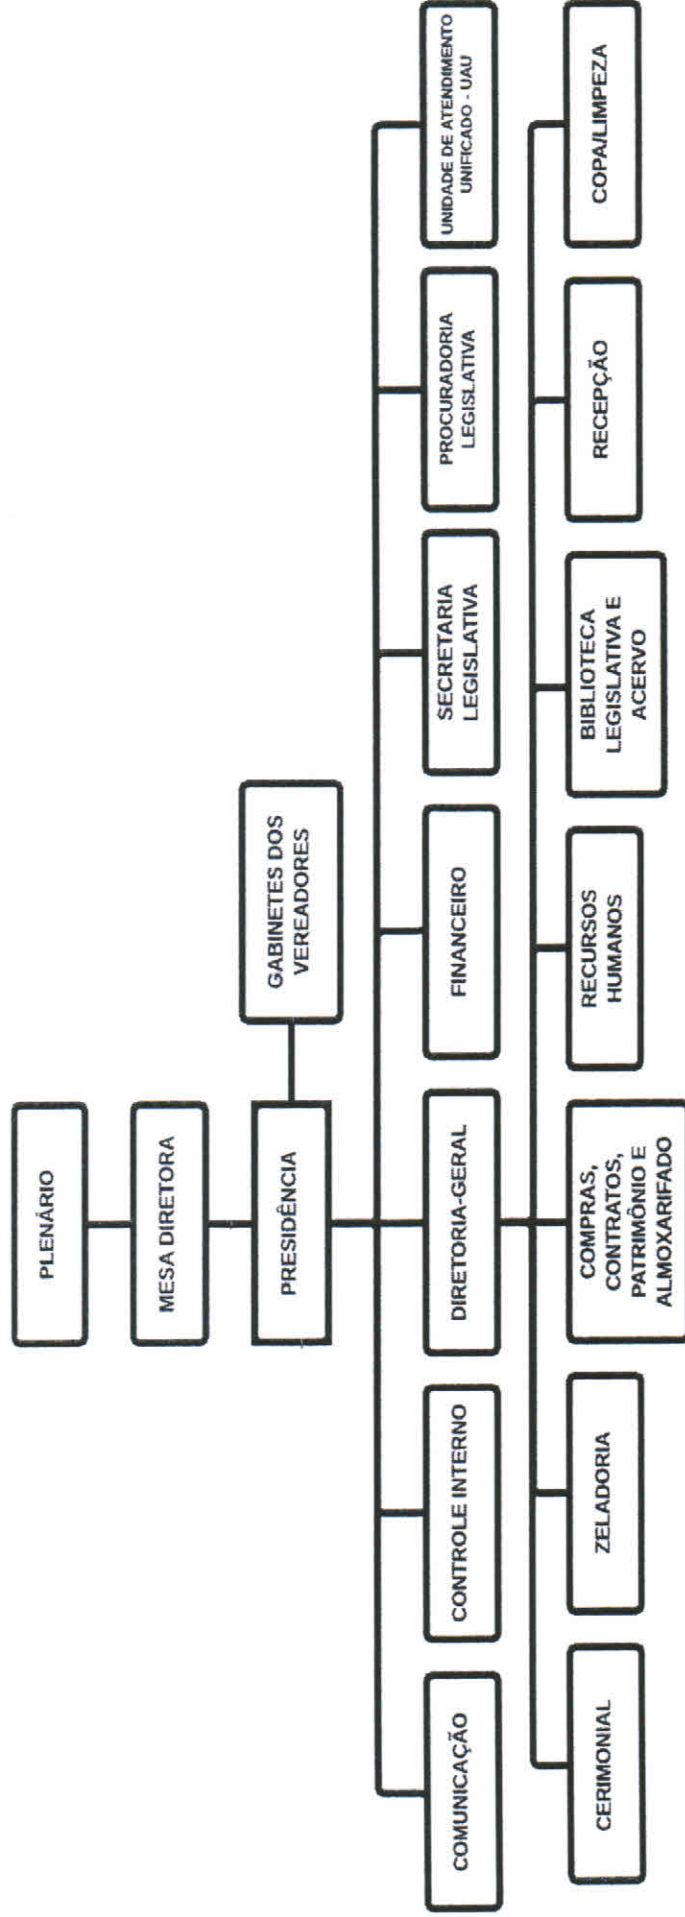 PLENÁRIO
MESA DIRETORA
PRESIDÊNCIA
GABINETES DOS
VEREADORES
COMUNICAÇÃO
CONTROLE INTERNO
DIRETORIA-GERAL
FINANCEIRO
SECRETARIA
LEGISLATIVA
PROCURADORIA
LEGISLATIVA
UNIDADE DE ATENDIMENTO
UNIFICADO - UAU
CERIMONIAL
ZELADORIA
COMPRAS,
CONTRATOS,
PATRIMÔNIO E
ALMOXARIFADO
RECURSOS
HUMANOS
BIBLIOTECA
LEGISLATIVA E
ACERVO
RECEPÇÃO
COPA/LIMPEZA